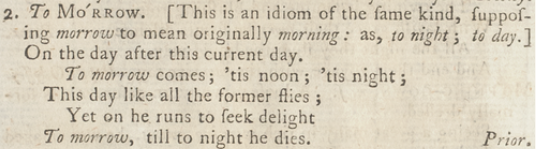 2. To MO'RROW. [This is an idiom of the ſame kind, ſuppoſ-
ing morrow to mean originally morning: as, to night; to day.]
On the day after this current day.
To morrow comes; 'tis noon; 'tis night;
This day like all the former flies;
Yet on he runs to ſeek delight
To morrow, till to night he dies. Prior.